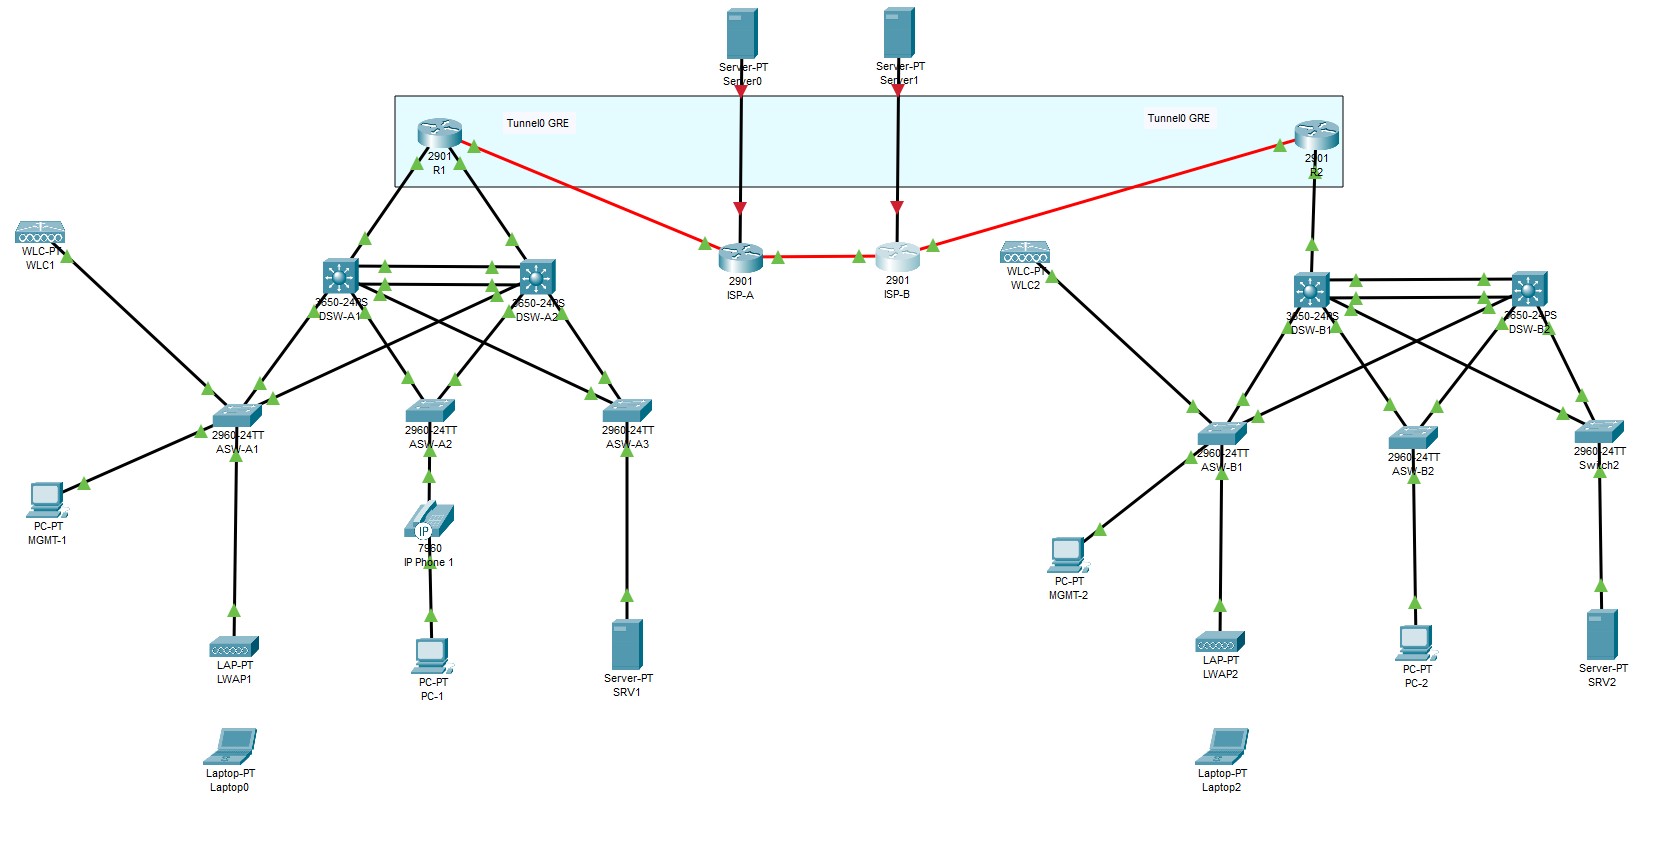 Server-PT
Server0
Server-PT
Server1
Tunnel0 GRE
Tunnel0 GRE
2901
R1
2901
R2
WLC-PT
WLC1
2901
ISP-A
2901
ISP-B
WLC-PT
WLC2
3650-24PS
DSW-A1
3650-24PS
DSW-A2
3650-24PS
DSW-B1
3650-24PS
DSW-B2
2960-24TT
ASW-A1
2960-24TT
ASW-A2
2960-24TT
ASW-A3
2960-24TT
ASW-B1
2960-24TT
ASW-B2
2960-24TT
Switch2
PC-PT
MGMT-1
IP
7960
IP Phone 1
PC-PT
MGMT-2
LAP-PT
LWAP1
PC-PT
PC-1
Server-PT
SRV1
LAP-PT
LWAP2
PC-PT
PC-2
Server-PT
SRV2
Laptop-PT
Laptop0
Laptop-PT
Laptop2